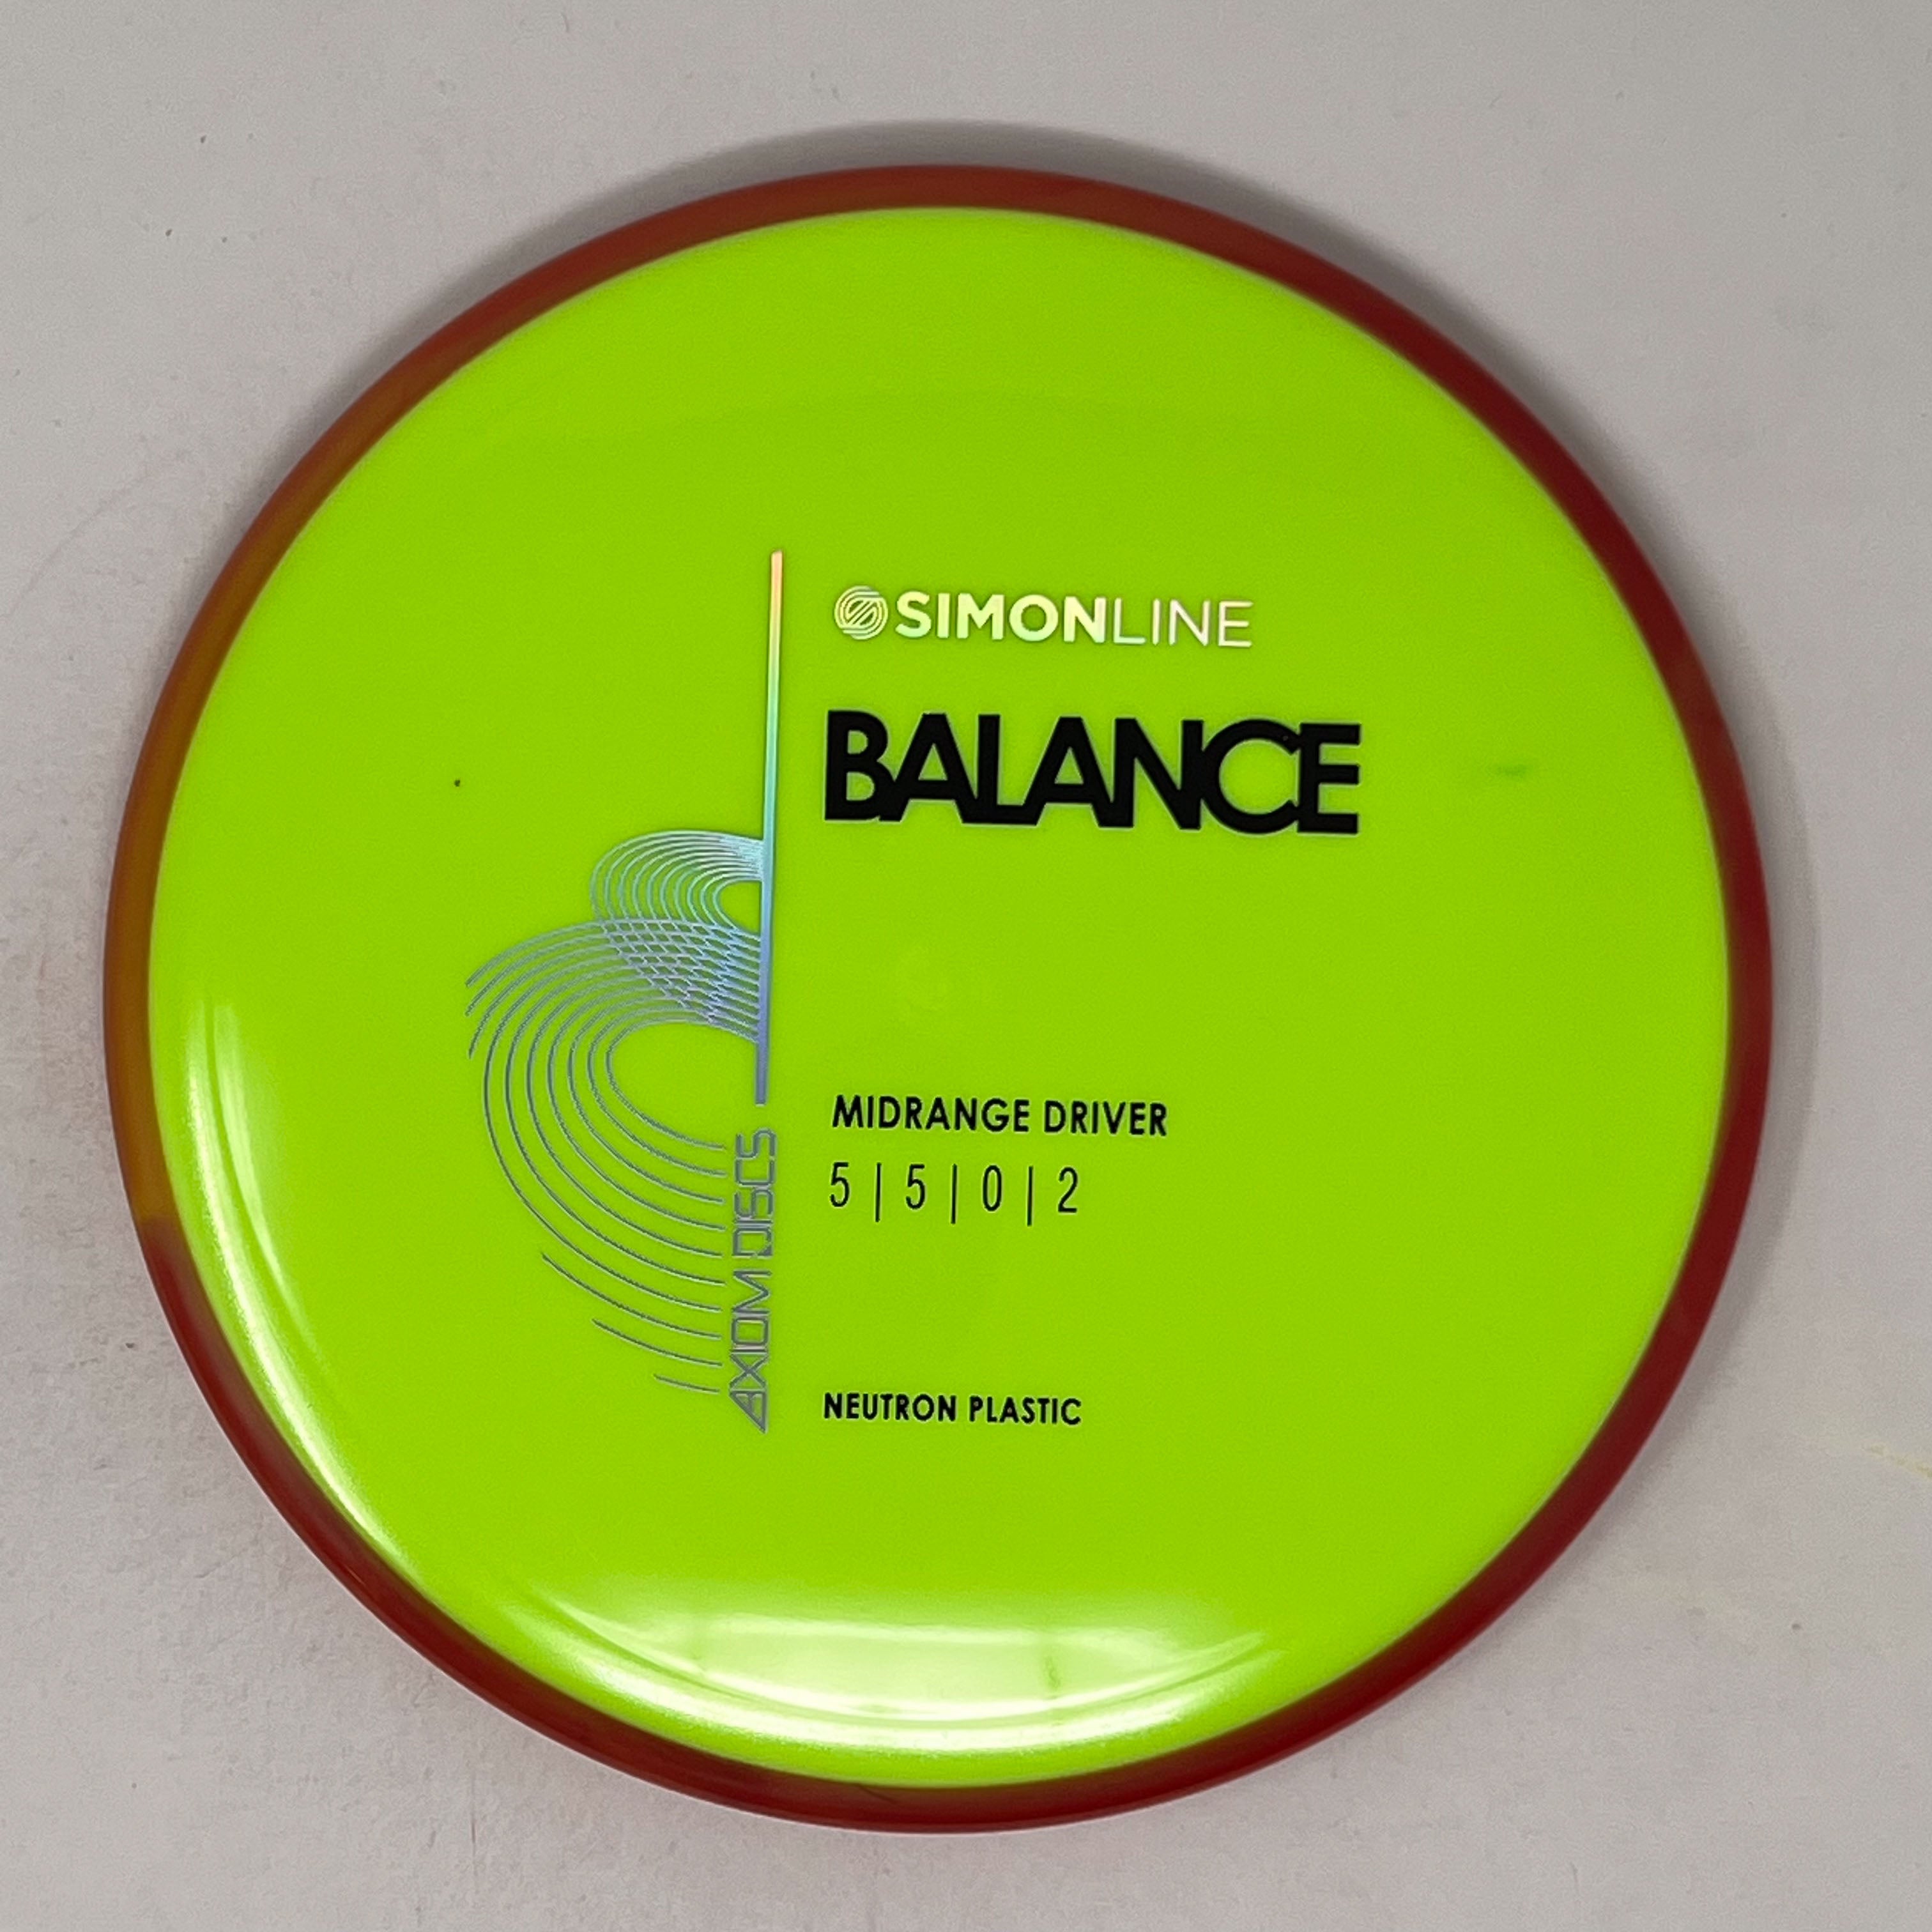 SIMONLINE
BALANCE
MIDRANGE DRIVER
5 | 5 | 0 | 2
AXIOM DISCS
NEUTRON PLASTIC